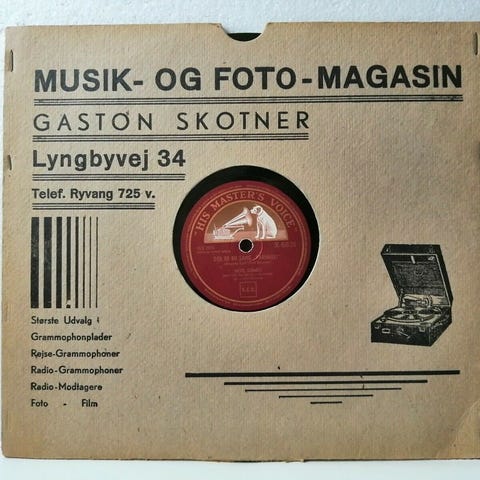 MUSIK- OG FOTO-MAGASIN
GASTON SKOTNER
Lyngbyvej 34
Telef. Ryvang 725 v.
"HIS MASTER'S VOICE"
Største Udvalg i
Grammophonplader
Rejse-Grammophoner
Radio-Grammophoner
Radio-Modtagere
Foto - Film